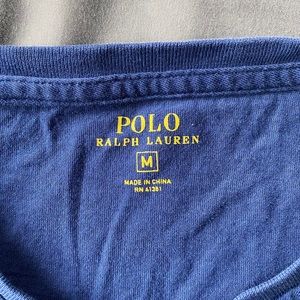 POLO
RALPH LAUREN
M
MADE IN CHINA
RN 41381